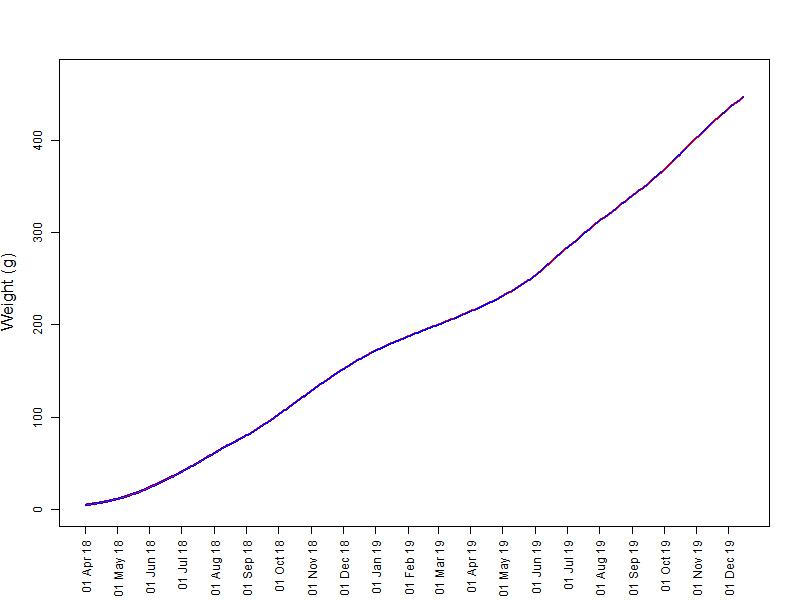 Weight (g)
400
300
200
100
0
01 Apr 18
01 May 18
01 Jun 18
01 Jul 18
01 Aug 18
01 Sep 18
01 Oct 18
01 Nov 18
01 Dec 18
01 Jan 19
01 Feb 19
01 Mar 19
01 Apr 19
01 May 19
01 Jun 19
01 Jul 19
01 Aug 19
01 Sep 19
01 Oct 19
01 Nov 19
01 Dec 19